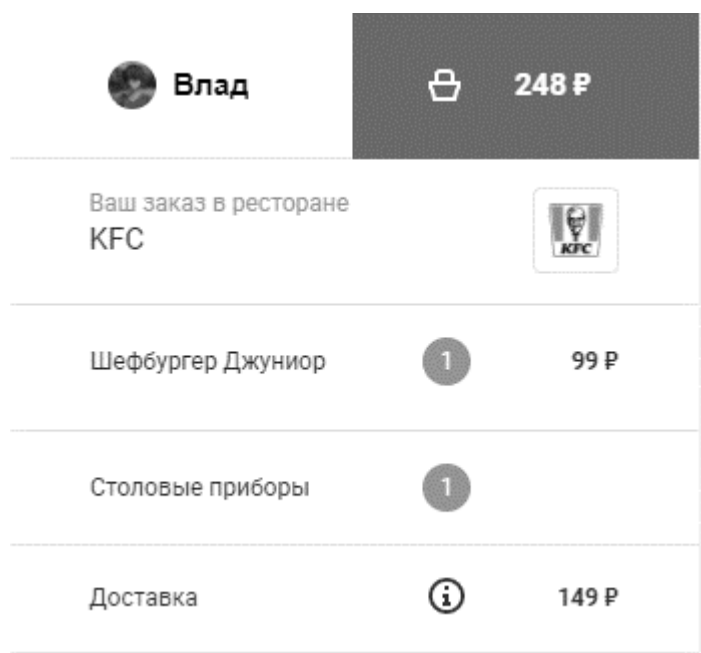 Влад
248 ₽
Ваш заказ в ресторане
KFC
KFC
Шефбургер Джуниор
1
99 ₽
Столовые приборы
1
Доставка
149 ₽